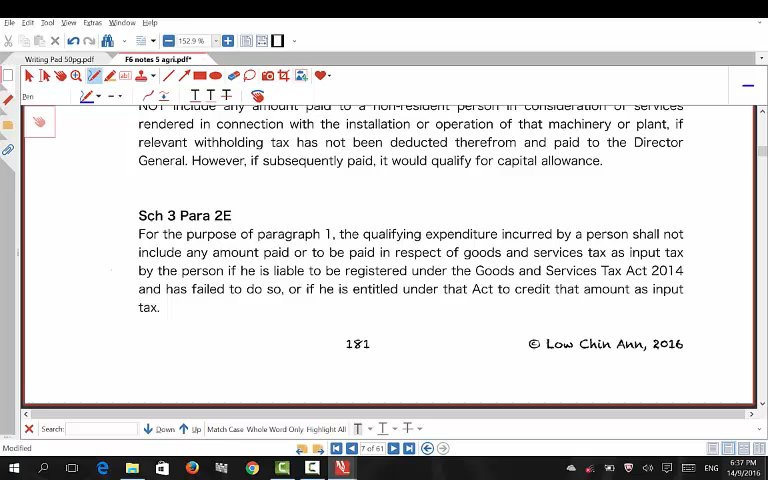 File Edit Tool View Extras Window Help
152.9 %
Writing Pad 50pg.pdf F6 notes 5 agri.pdf*
Pen
NOT include any amount paid to a non-resident person in consideration of services
rendered in connection with the installation or operation of that machinery or plant, if
relevant withholding tax has not been deducted therefrom and paid to the Director
General. However, if subsequently paid, it would qualify for capital allowance.
Sch 3 Para 2E
For the purpose of paragraph 1, the qualifying expenditure incurred by a person shall not
include any amount paid or to be paid in respect of goods and services tax as input tax
by the person if he is liable to be registered under the Goods and Services Tax Act 2014
and has failed to do so, or if he is entitled under that Act to credit that amount as input
tax.
181 © Low Chin Ann, 2016
Search: Down Up Match Case Whole Word Only Highlight All
Modified 7 of 61
ENG 6:37 PM
14/9/2016